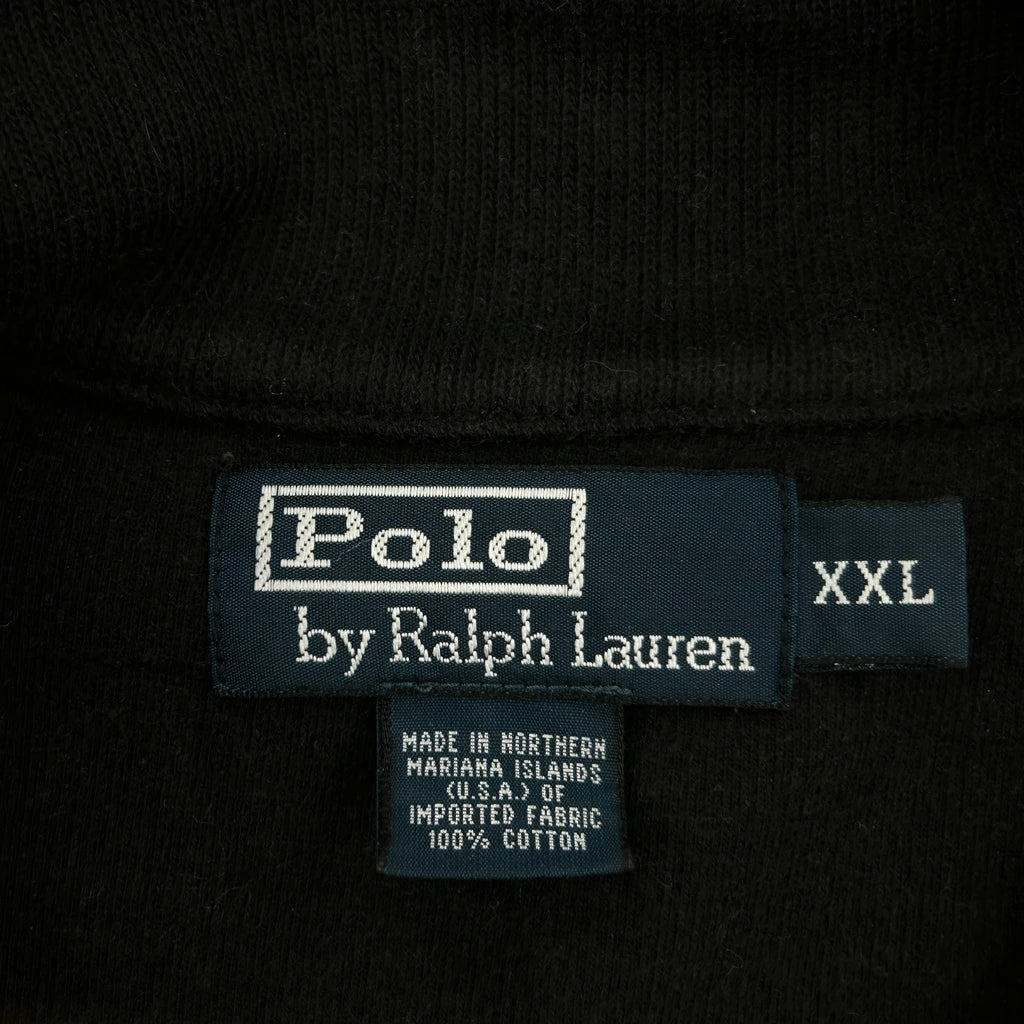 Polo
by Ralph Lauren
XXL
MADE IN NORTHERN
MARIANA ISLANDS
(U.S.A.) OF
IMPORTED FABRIC
100% COTTON